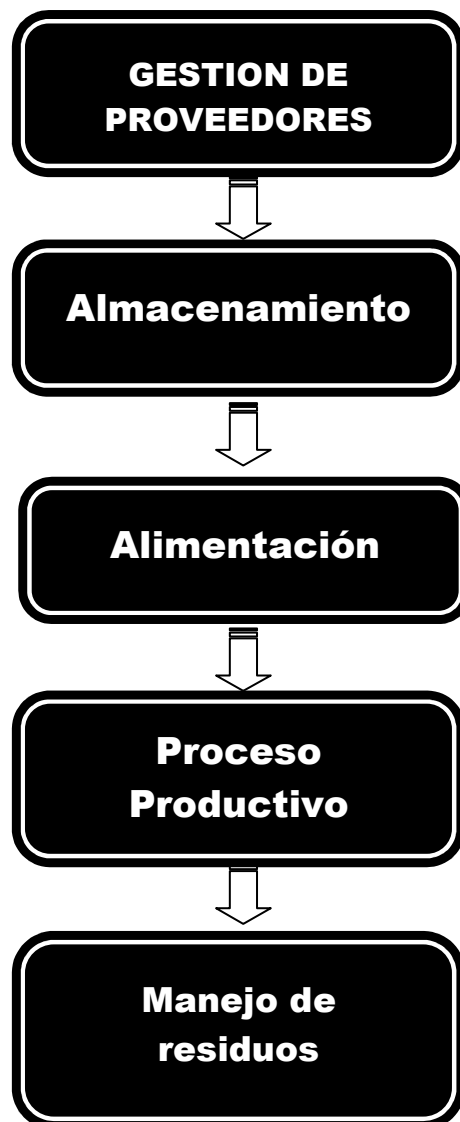 GESTION DE
PROVEEDORES
Almacenamiento
Alimentación
Proceso
Productivo
Manejo de
residuos